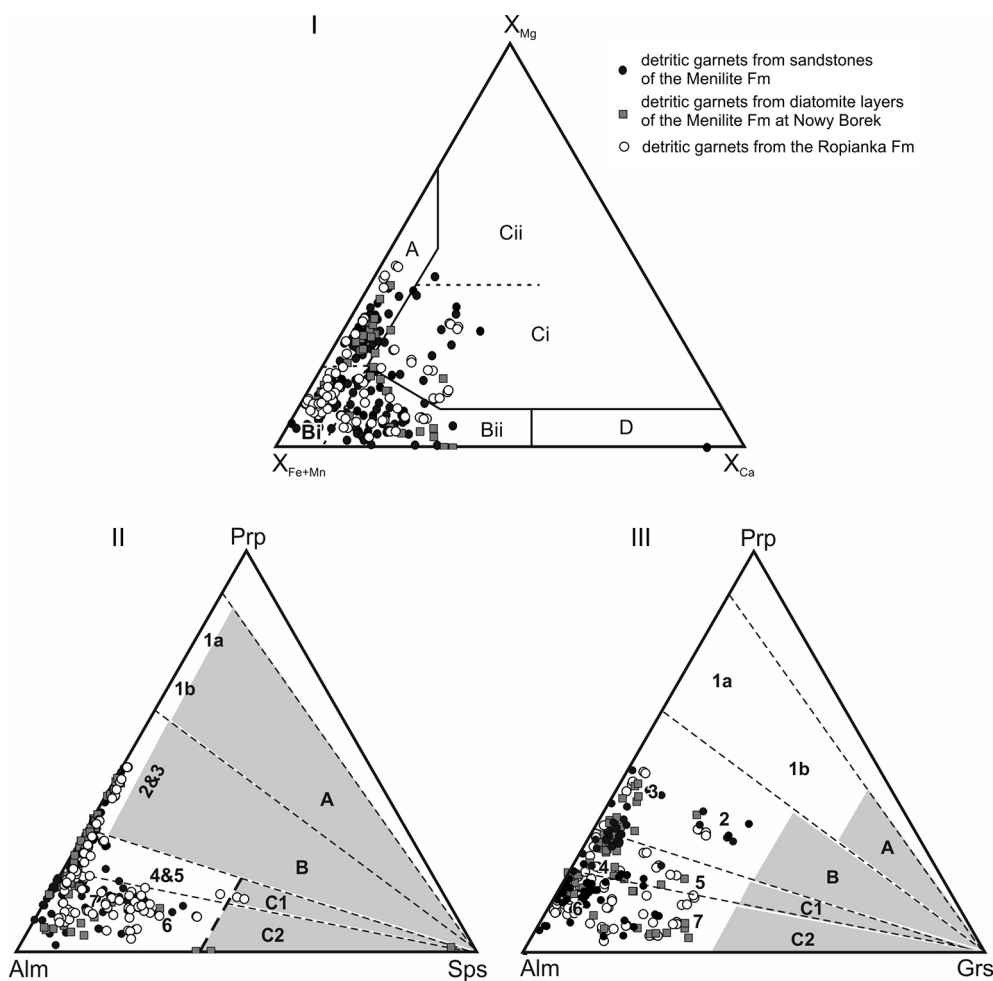 I
XMg
detritic garnets from sandstones
of the Menilite Fm
detritic garnets from diatomite layers
of the Menilite Fm at Nowy Borek
detritic garnets from the Ropianka Fm
Cii
A
Ci
Bi
Bii
D
XFe+Mn
XCa
II
Prp
1a
1b
2&3
A
B
4&5
7
6
C1
C2
Alm
Sps
III
Prp
1a
1b
3
2
A
B
4
5
C1
6
7
C2
Alm
Grs